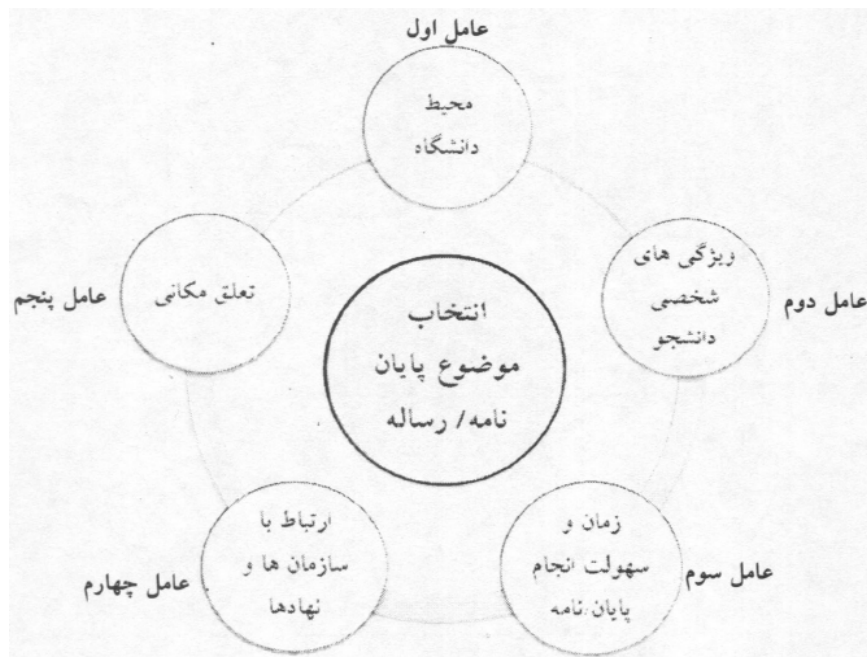 عامل اول
محیط
دانشگاه
ویژگی های
شخصی
دانشجو
عامل دوم
زمان و
سهولت انجام
پایان نامه
عامل سوم
ارتباط با
سازمان ها و
نهادها
عامل چهارم
تعلق مکانی
عامل پنجم
انتخاب
موضوع پایان
نامه/ رساله